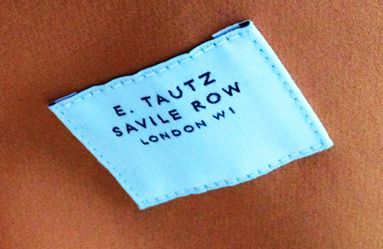 E. TAUTZ
SAVILE ROW
LONDON W1